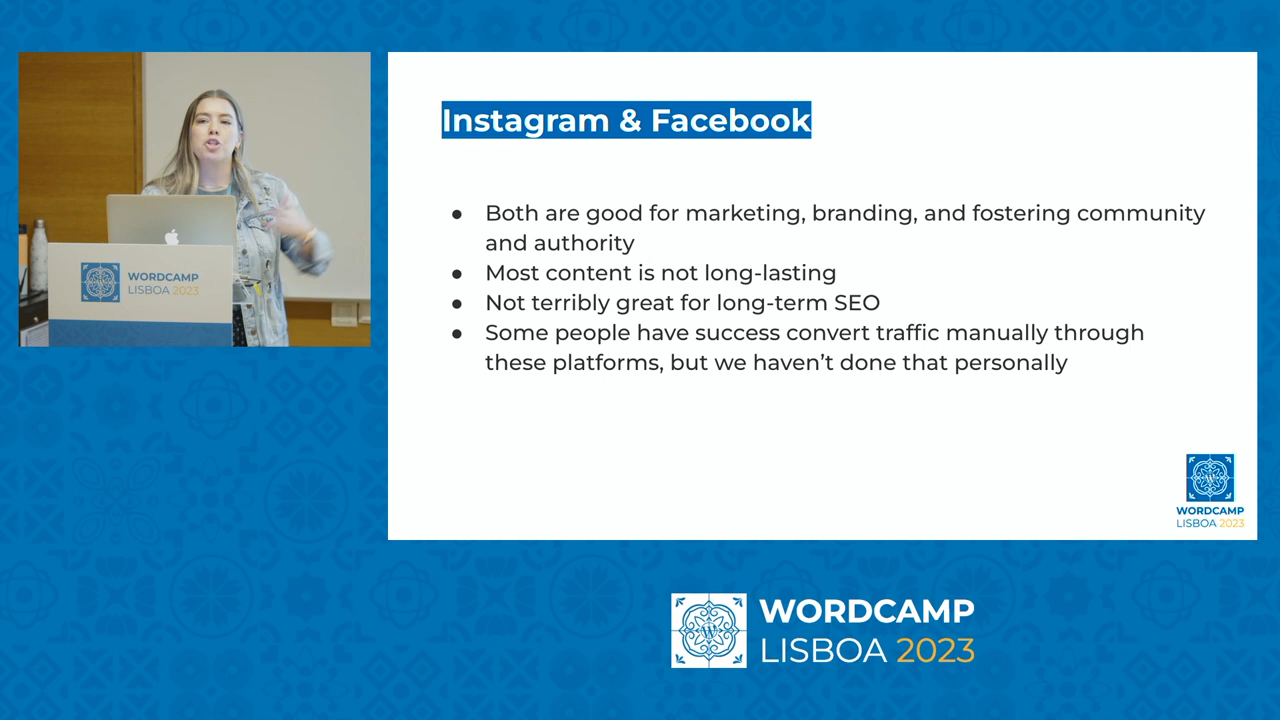 Instagram & Facebook
● Both are good for marketing, branding, and fostering community
and authority
● Most content is not long-lasting
● Not terribly great for long-term SEO
● Some people have success convert traffic manually through
these platforms, but we haven’t done that personally
WORDCAMP
LISBOA 2023
WORDCAMP
LISBOA 2023
WORDCAMP
LISBOA 2023